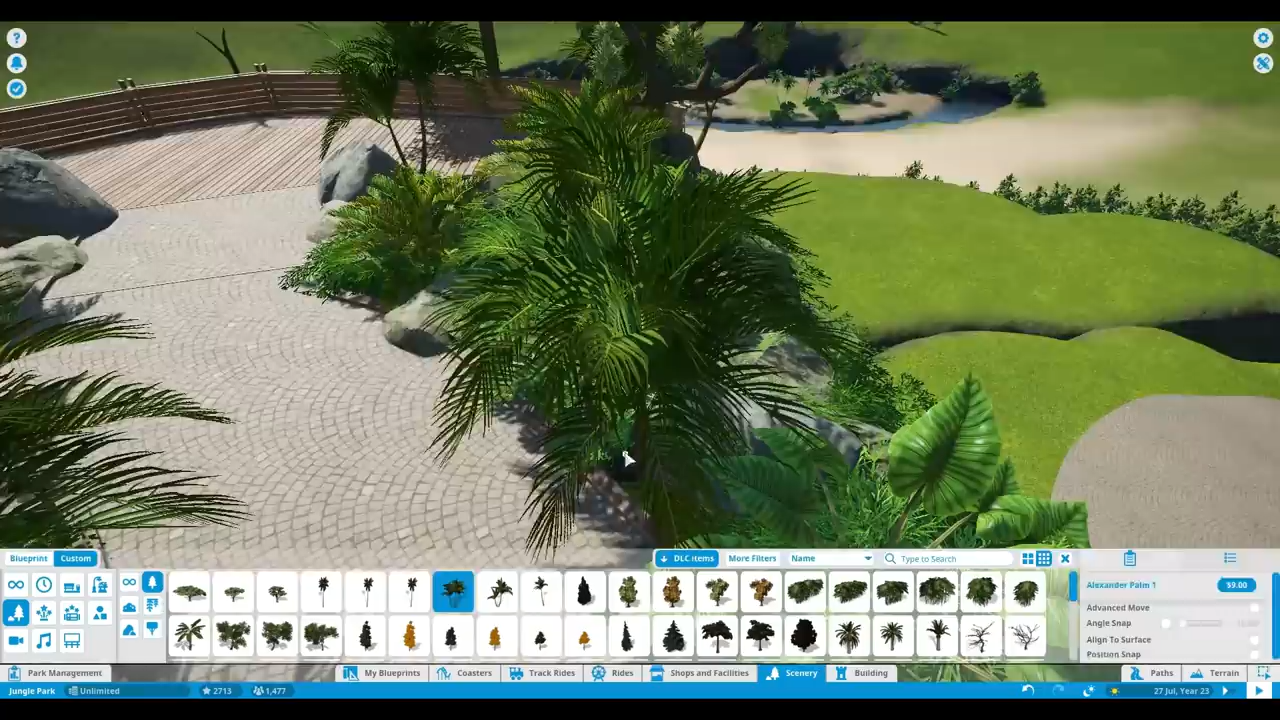 ?
Blueprint Custom DLC Items More Filters Name Type to Search
Alexander Palm 1 $9.00
Advanced Move
Angle Snap
Align To Surface
Position Snap
Park Management My Blueprints Coasters Track Rides Rides Shops and Facilities Scenery Building Paths Terrain
Jungle Park Unlimited 2713 1,477 27 Jul, Year 23